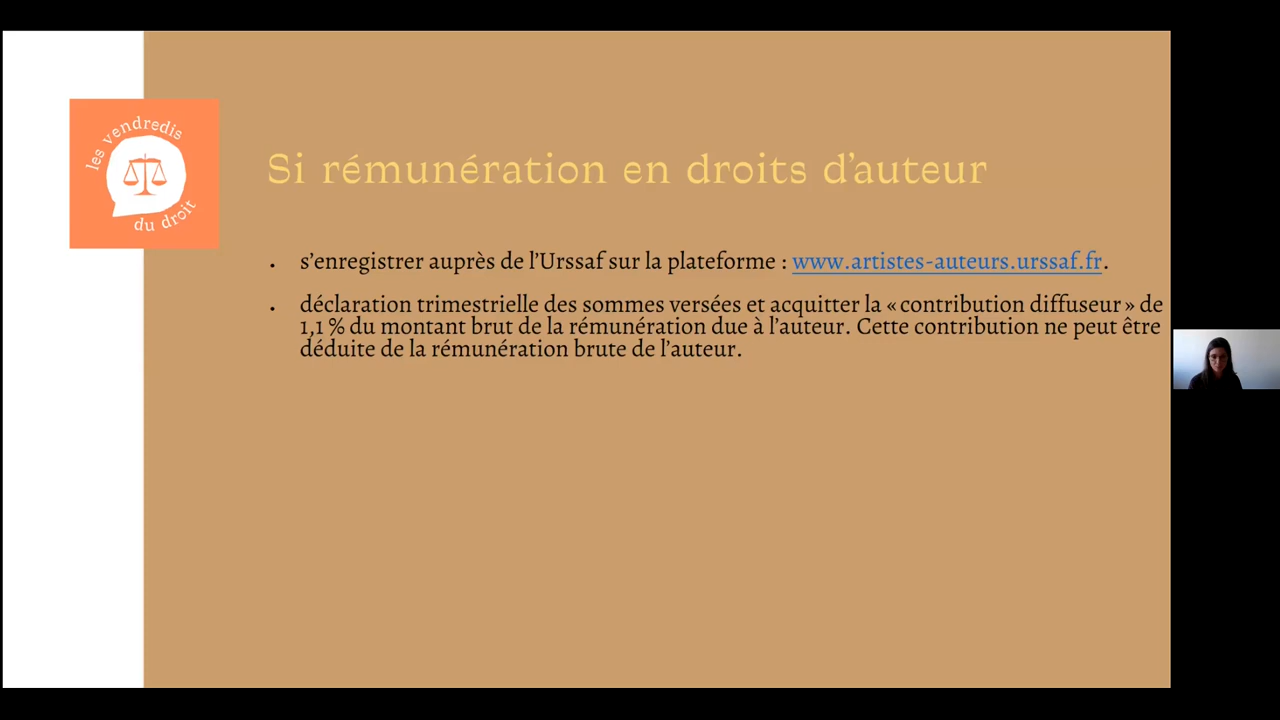 les vendredis
du droit
Si rémunération en droits d'auteur
• s'enregistrer auprès de l'Urssaf sur la plateforme : www.artistes-auteurs.urssaf.fr.
• déclaration trimestrielle des sommes versées et acquitter la « contribution diffuseur » de
1,1 % du montant brut de la rémunération due à l'auteur. Cette contribution ne peut être
déduite de la rémunération brute de l'auteur.